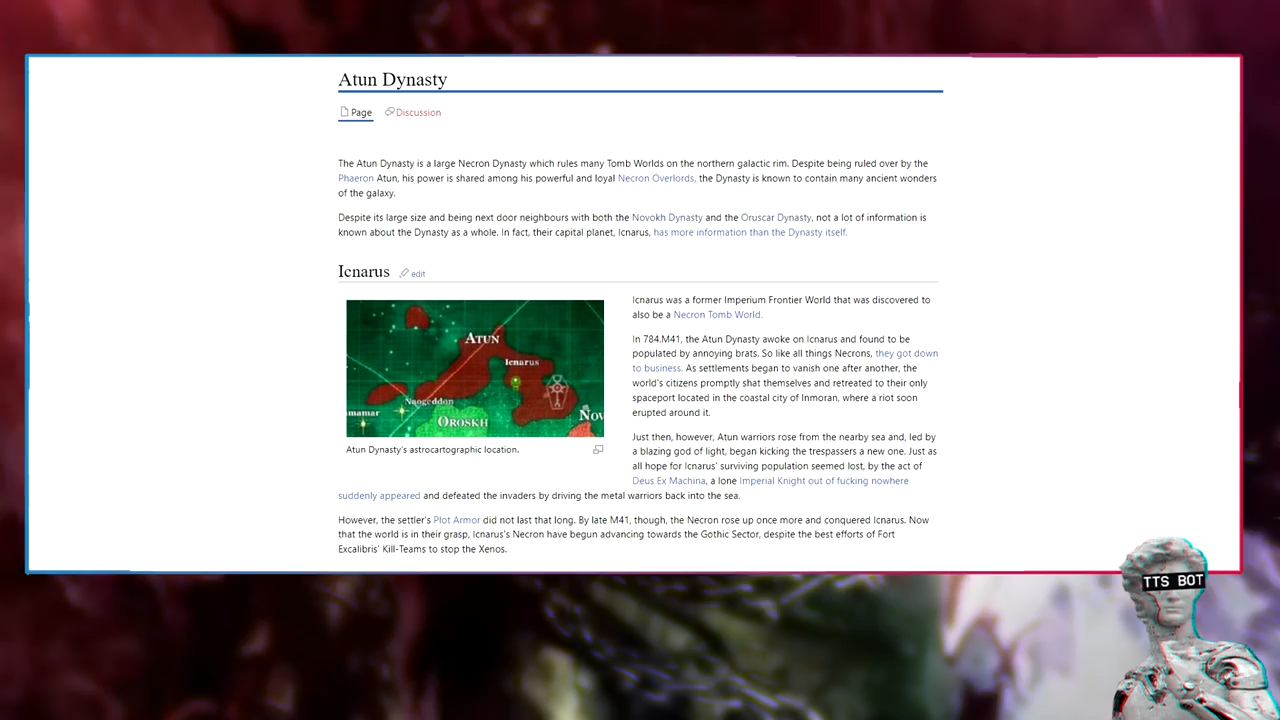 Atun Dynasty
Page Discussion
The Atun Dynasty is a large Necron Dynasty which rules many Tomb Worlds on the northern galactic rim. Despite being ruled over by the
Phaeron Atun, his power is shared among his powerful and loyal Necron Overlords, the Dynasty is known to contain many ancient wonders
of the galaxy.
Despite its large size and being next door neighbours with both the Novokh Dynasty and the Oruscar Dynasty, not a lot of information is
known about the Dynasty as a whole. In fact, their capital planet, Icnarus, has more information than the Dynasty itself.
Icnarus edit
ATUN
Icnarus
Naogeddon
amamar
OROSKH
NOV
Atun Dynasty's astrocartographic location.
Icnarus was a former Imperium Frontier World that was discovered to
also be a Necron Tomb World.
In 784.M41, the Atun Dynasty awoke on Icnarus and found to be
populated by annoying brats. So like all things Necrons, they got down
to business. As settlements began to vanish one after another, the
world's citizens promptly shat themselves and retreated to their only
spaceport located in the coastal city of Inmoran, where a riot soon
erupted around it.
Just then, however, Atun warriors rose from the nearby sea and, led by
a blazing god of light, began kicking the trespassers a new one. Just as
all hope for Icnarus' surviving population seemed lost, by the act of
Deus Ex Machina, a lone Imperial Knight out of fucking nowhere
suddenly appeared and defeated the invaders by driving the metal warriors back into the sea.
However, the settler's Plot Armor did not last that long. By late M41, though, the Necron rose up once more and conquered Icnarus. Now
that the world is in their grasp, Icnarus's Necron have begun advancing towards the Gothic Sector, despite the best efforts of Fort
Excalibris' Kill-Teams to stop the Xenos.
TTS BOT